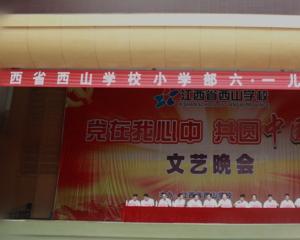 西省西山学校小学部六·一儿
江西省西山学校
党在我心中 共圆中
文艺晚会